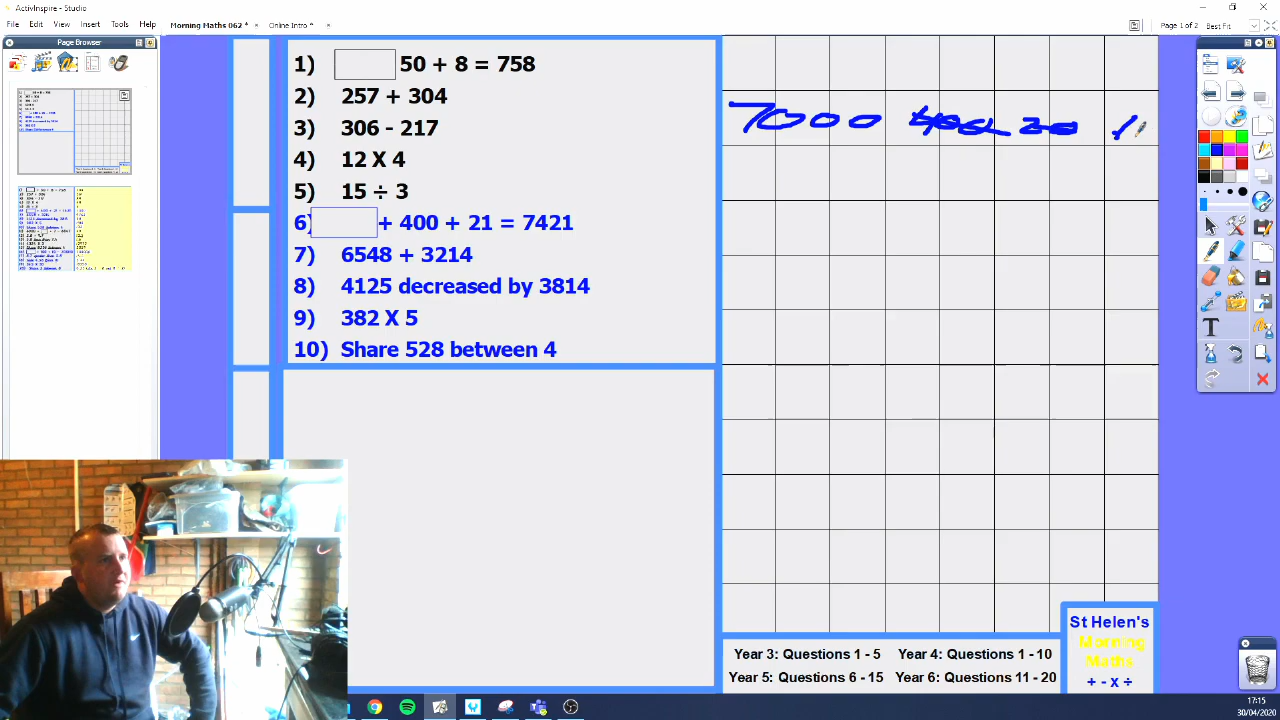 ActivInspire - Studio
File Edit View Insert Tools Help
Morning Maths 062 * Online Intro *
Page 1 of 2 Best Fit
Page Browser
1) 50 + 8 = 758
2) 257 + 304
3) 306 - 217
4) 12 X 4
5) 15 ÷ 3
6) + 400 + 21 = 7421
7) 6548 + 3214
8) 4125 decreased by 3814
9) 382 X 5
10) Share 528 between 4
7000 400 20 1
St Helen's
Morning
Maths
+ - x ÷
Year 3: Questions 1 - 5 Year 4: Questions 1 - 10
Year 5: Questions 6 - 15 Year 6: Questions 11 - 20
17:15
30/04/2020